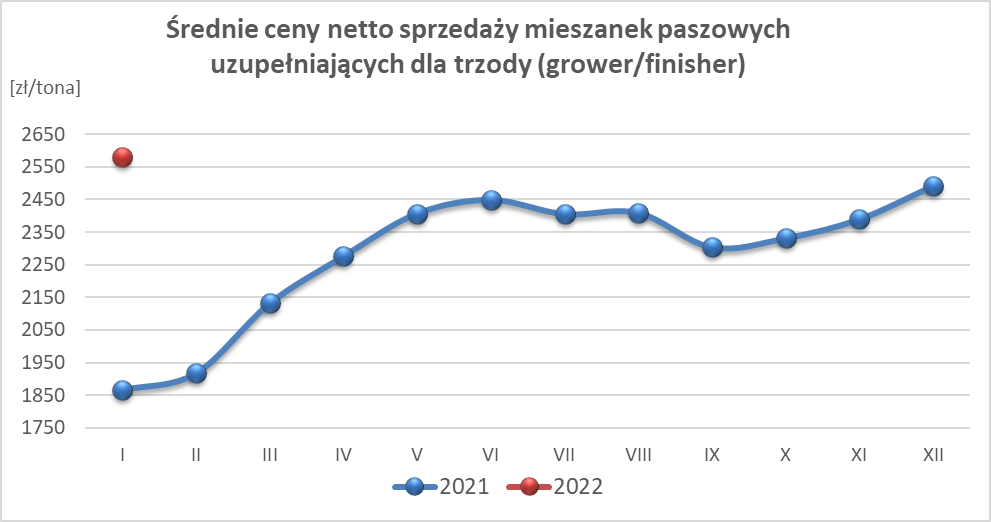 Średnie ceny netto sprzedaży mieszanek paszowych
uzupełniających dla trzody (grower/finisher)
[zł/tona]
2650
2550
2450
2350
2250
2150
2050
1950
1850
1750
I II III IV V VI VII VIII IX X XI XII
2021 2022